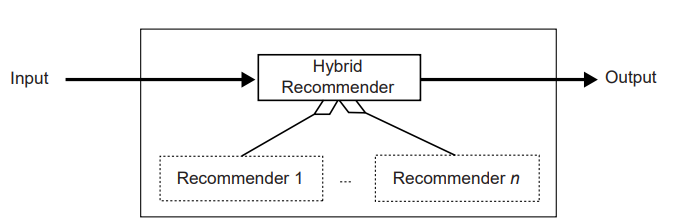 Hybrid
Recommender
Input
Output
Recommender 1
...
Recommender n